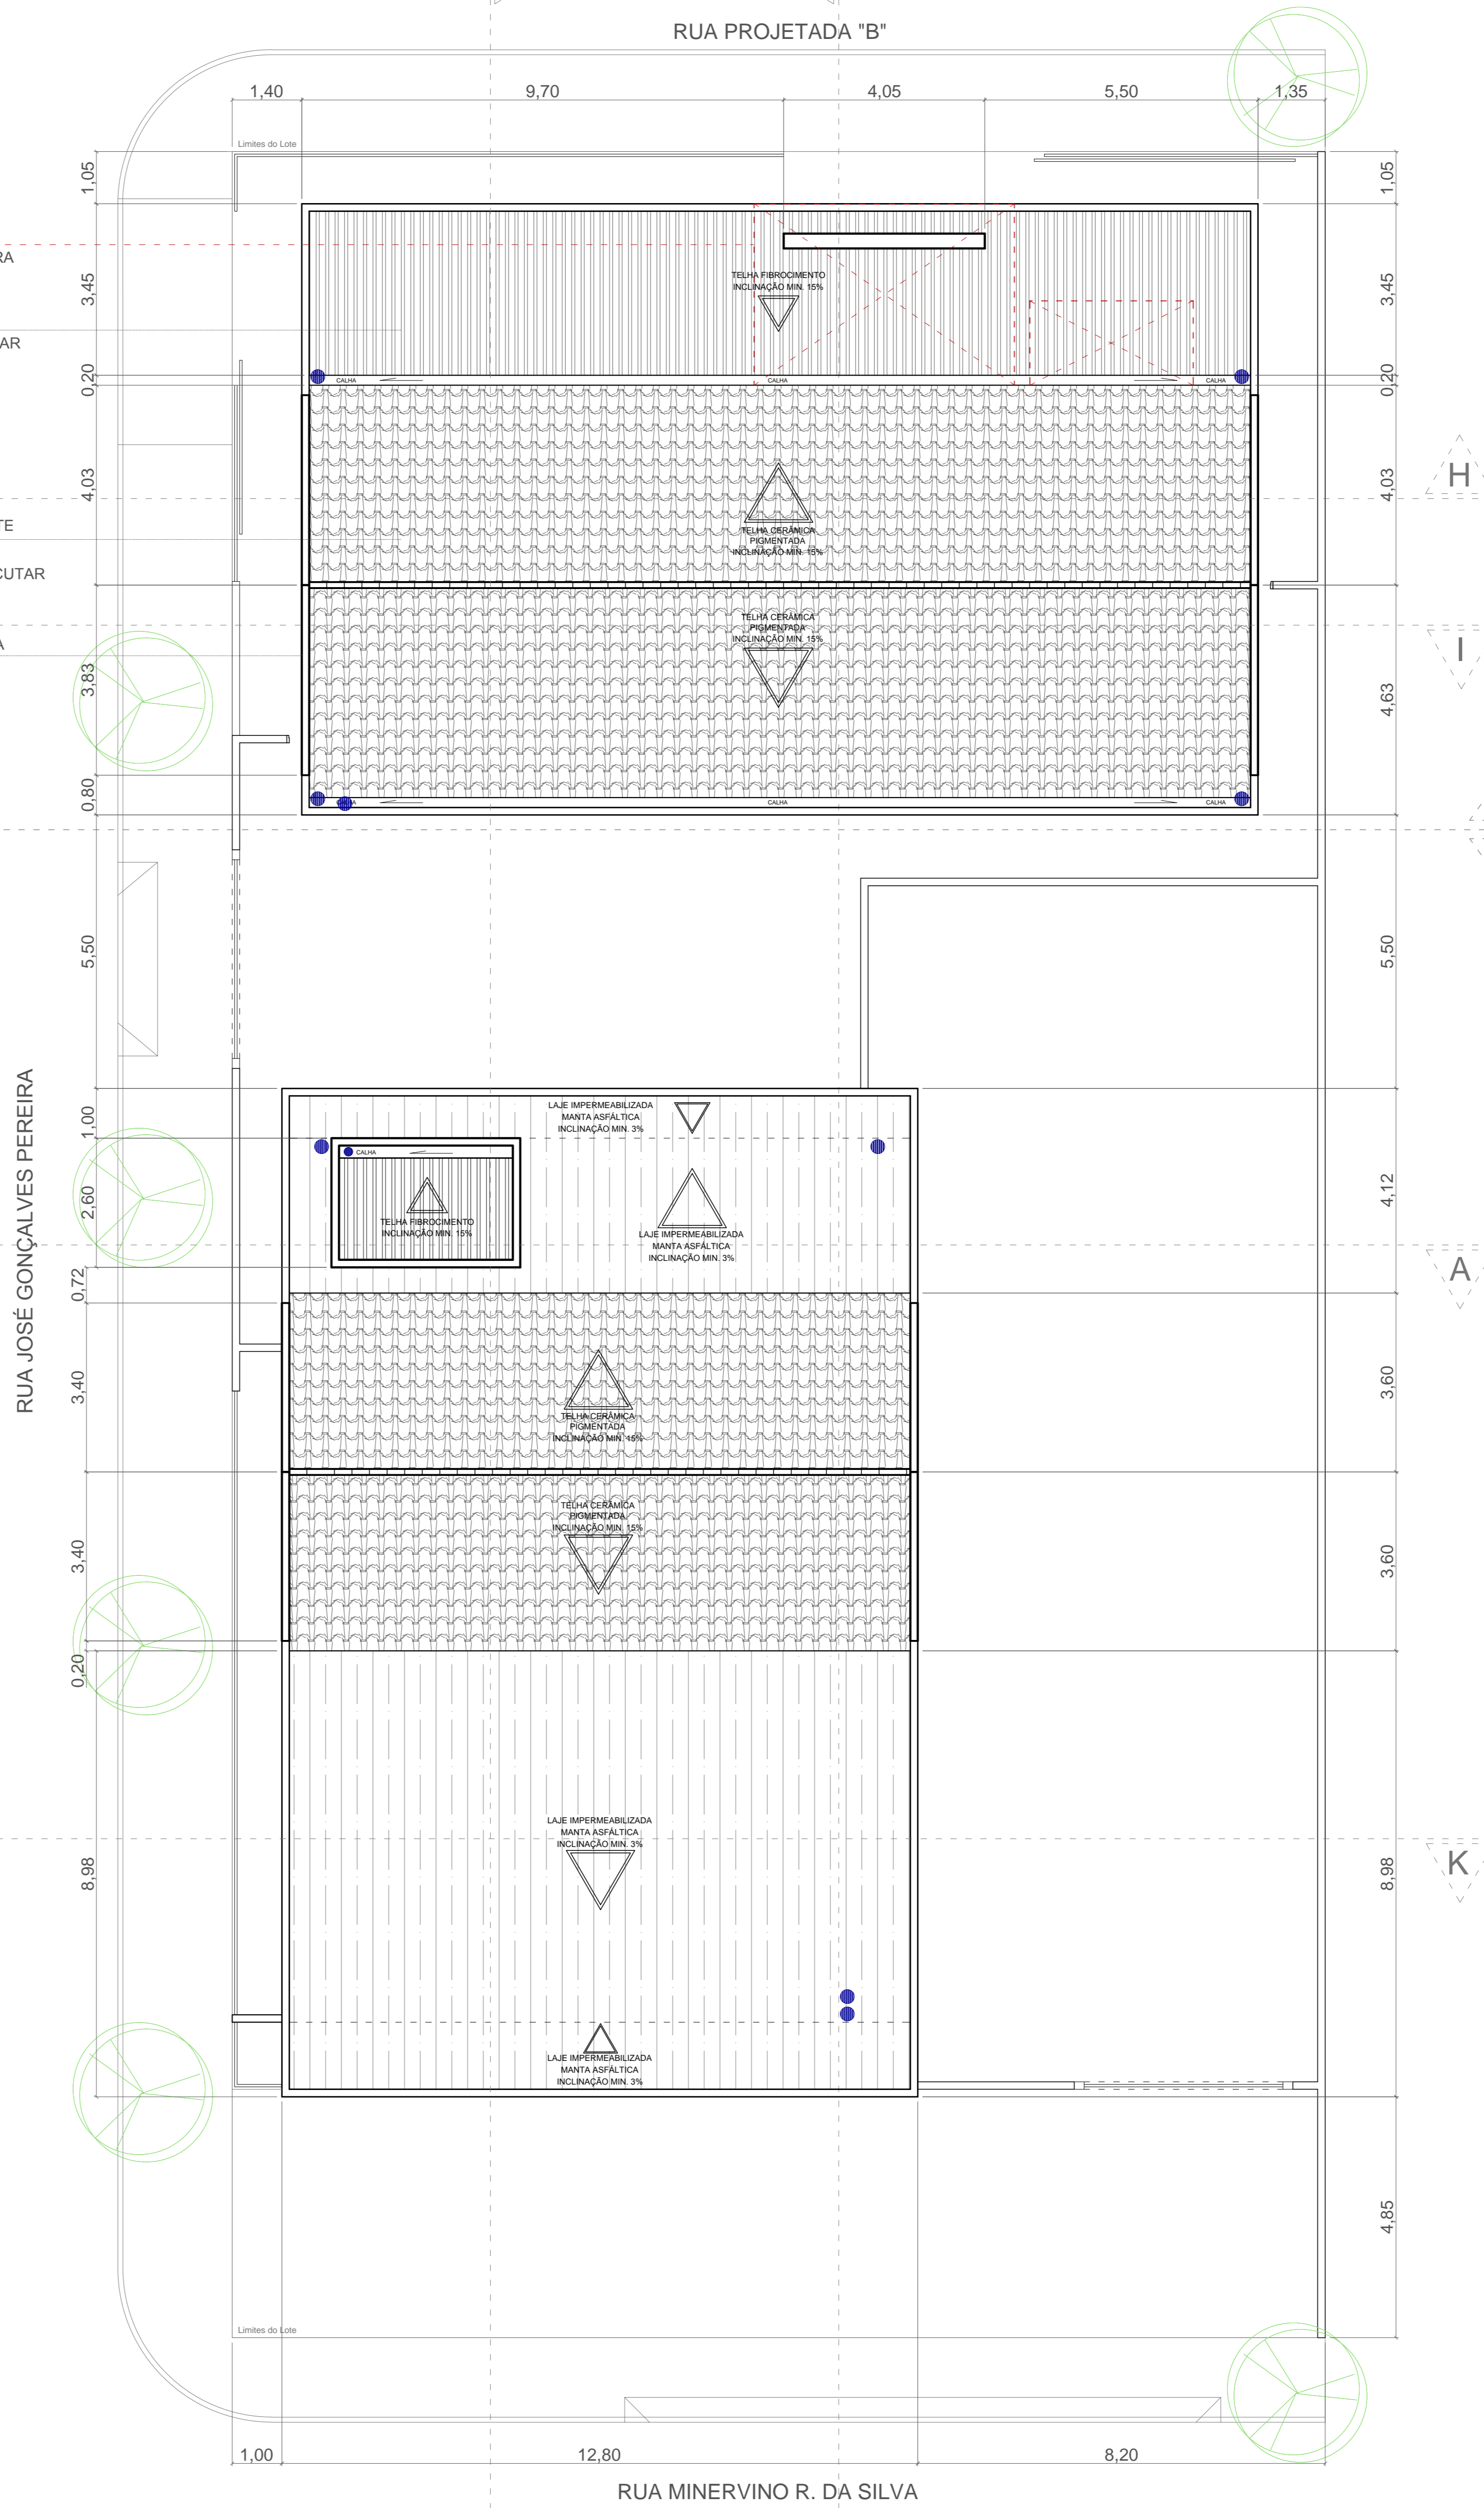 RUA PROJETADA "B"
1,40
9,70
4,05
5,50
1,35
Limites do Lote
1,05
1,05
3,45
3,45
0,20
0,20
4,03
4,03
3,83
4,63
0,80
5,50
5,50
RA
AR
TE
CUTAR
A
TELHA FIBROCIMENTO
INCLINAÇÃO MIN. 15%
CALHA
CALHA
CALHA
TELHA CERÂMICA
PIGMENTADA
INCLINAÇÃO MIN. 15%
TELHA CERÂMICA
PIGMENTADA
INCLINAÇÃO MIN. 15%
CALHA
CALHA
CALHA
H
I
RUA JOSÉ GONÇALVES PEREIRA
1,00
2,60
4,12
0,72
3,40
3,60
3,40
3,60
0,20
8,98
8,98
4,85
LAJE IMPERMEABILIZADA
MANTA ASFÁLTICA
INCLINAÇÃO MIN. 3%
CALHA
TELHA FIBROCIMENTO
INCLINAÇÃO MIN. 15%
LAJE IMPERMEABILIZADA
MANTA ASFÁLTICA
INCLINAÇÃO MIN. 3%
A
TELHA CERÂMICA
PIGMENTADA
INCLINAÇÃO MIN. 15%
TELHA CERÂMICA
PIGMENTADA
INCLINAÇÃO MIN. 15%
LAJE IMPERMEABILIZADA
MANTA ASFÁLTICA
INCLINAÇÃO MIN. 3%
K
LAJE IMPERMEABILIZADA
MANTA ASFÁLTICA
INCLINAÇÃO MIN. 3%
Limites do Lote
1,00
12,80
8,20
RUA MINERVINO R. DA SILVA